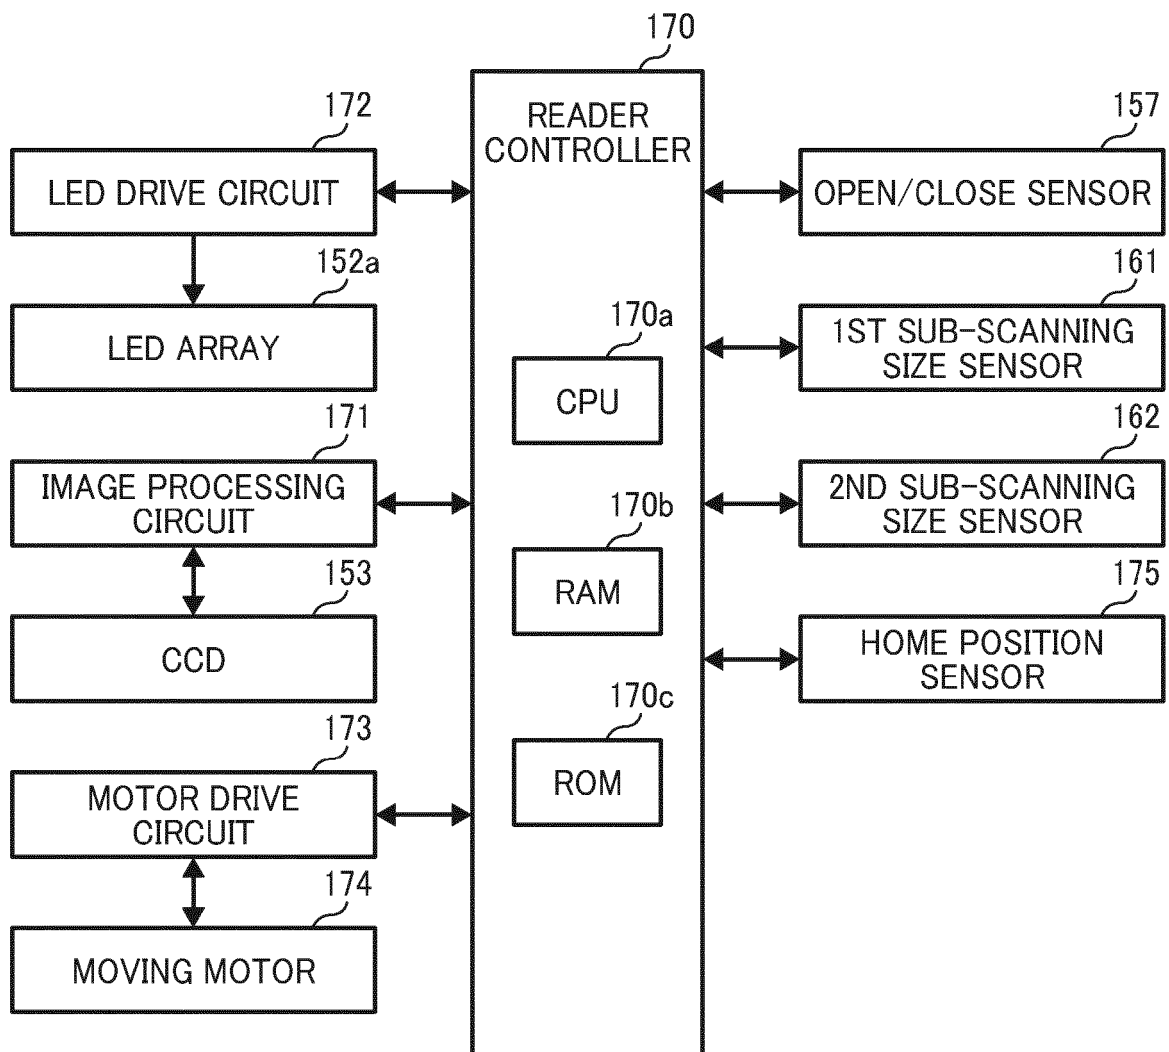 170
READER
CONTROLLER
172
LED DRIVE CIRCUIT
152a
LED ARRAY
171
IMAGE PROCESSING
CIRCUIT
153
CCD
173
MOTOR DRIVE
CIRCUIT
174
MOVING MOTOR
170a
CPU
170b
RAM
170c
ROM
157
OPEN/CLOSE SENSOR
161
1ST SUB-SCANNING
SIZE SENSOR
162
2ND SUB-SCANNING
SIZE SENSOR
175
HOME POSITION
SENSOR